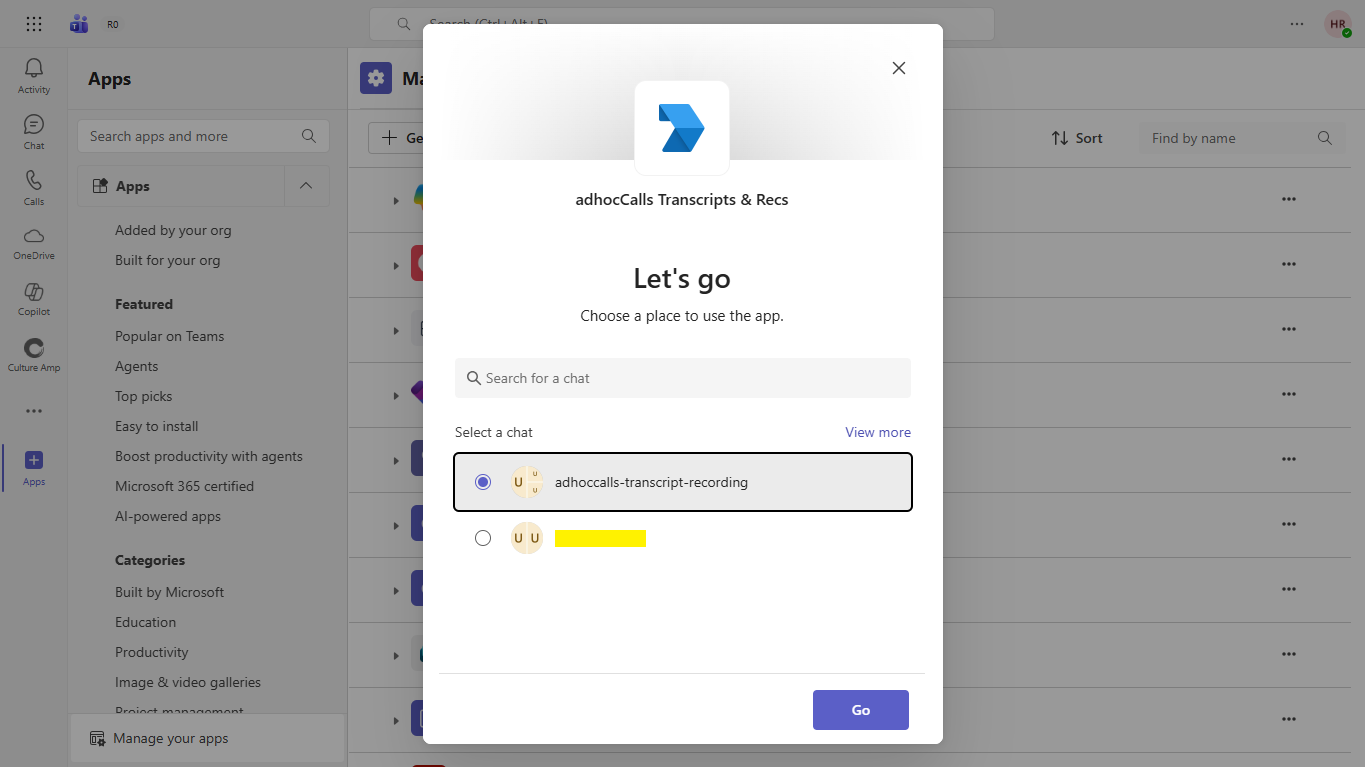 R0
Search (Ctrl+Alt+E)
HR
Activity
Chat
Calls
OneDrive
Copilot
Culture Amp
Apps
Apps
Search apps and more
Apps
Added by your org
Built for your org
Featured
Popular on Teams
Agents
Top picks
Easy to install
Boost productivity with agents
Microsoft 365 certified
AI-powered apps
Categories
Built by Microsoft
Education
Productivity
Image & video galleries
Project management
Manage your apps
Sort
Find by name
adhocCalls Transcripts & Recs
Let's go
Choose a place to use the app.
Search for a chat
Select a chat
View more
U U U
adhoccalls-transcript-recording
U U
Go